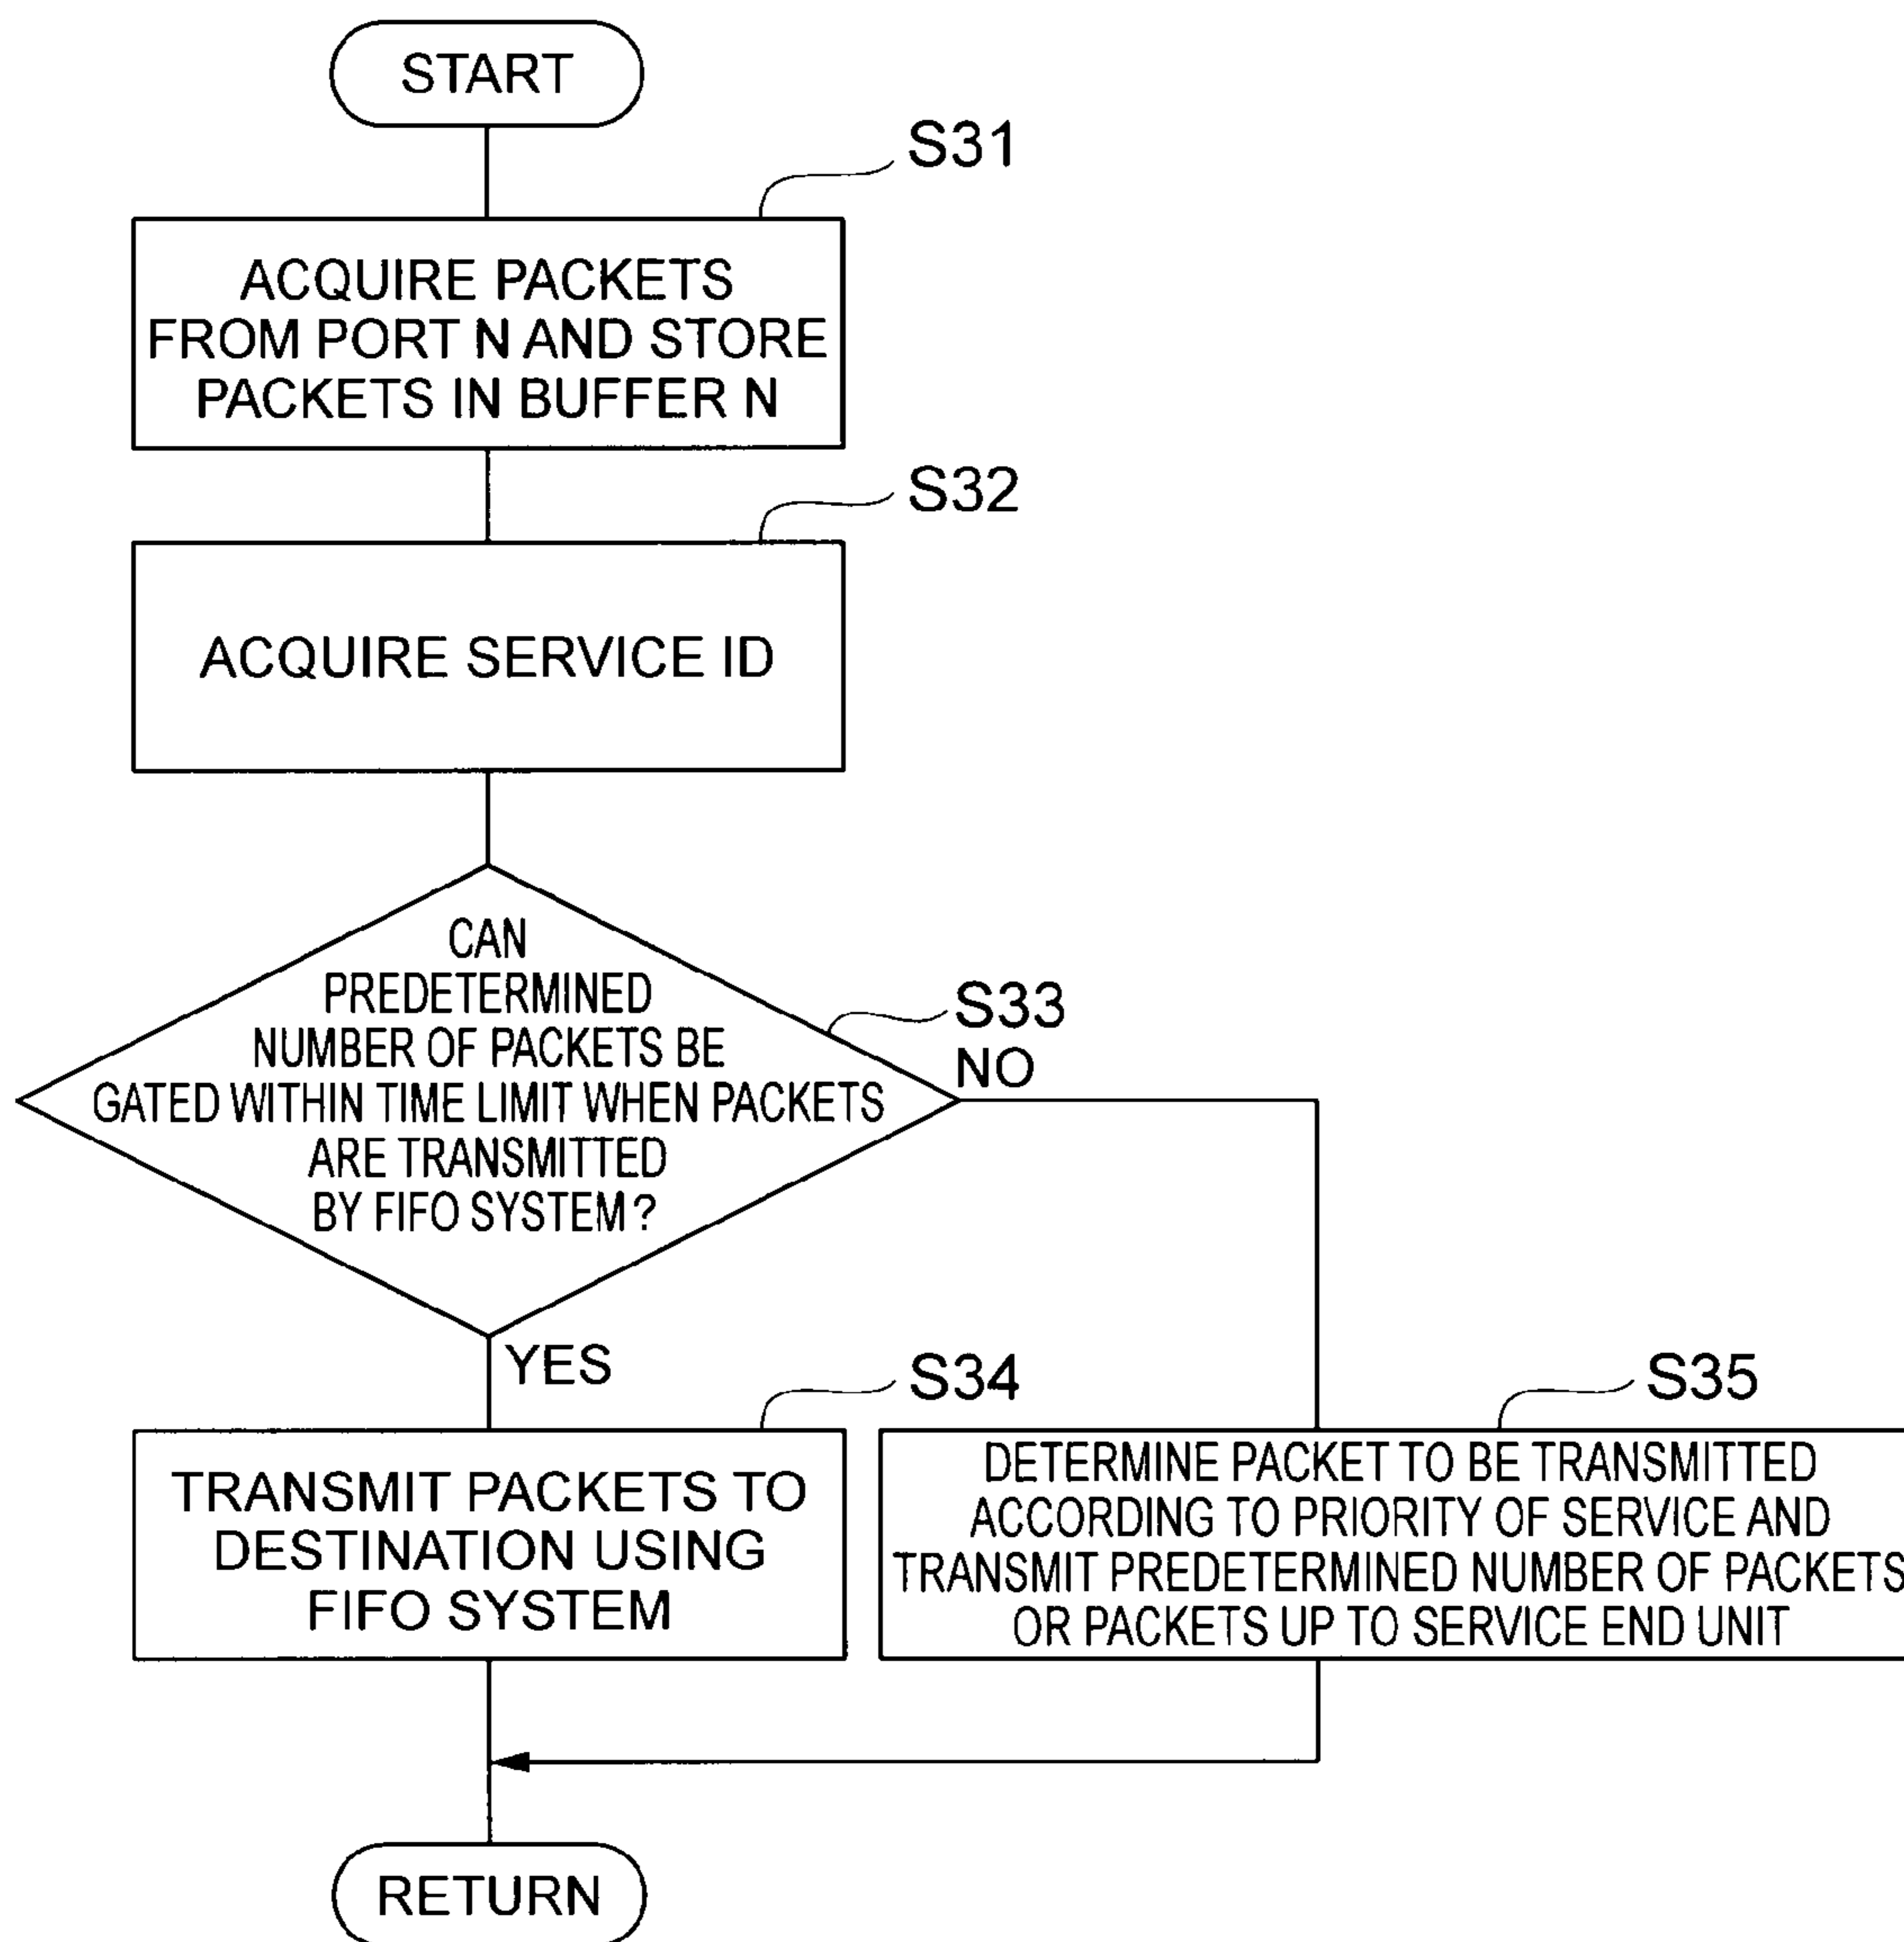 START
S31
ACQUIRE PACKETS
FROM PORT N AND STORE
PACKETS IN BUFFER N
S32
ACQUIRE SERVICE ID
CAN
PREDETERMINED
NUMBER OF PACKETS BE
GATED WITHIN TIME LIMIT WHEN PACKETS
ARE TRANSMITTED
BY FIFO SYSTEM?
S33
NO
YES
S34
TRANSMIT PACKETS TO
DESTINATION USING
FIFO SYSTEM
S35
DETERMINE PACKET TO BE TRANSMITTED
ACCORDING TO PRIORITY OF SERVICE AND
TRANSMIT PREDETERMINED NUMBER OF PACKETS
OR PACKETS UP TO SERVICE END UNIT
RETURN